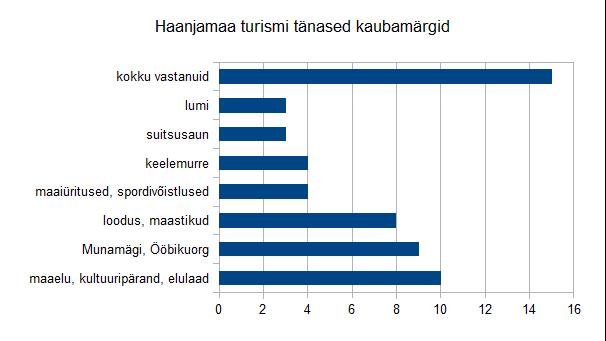 Haanjamaa turismi tänased kaubamärgid
kokku vastanuid
lumi
suitsusaun
keelemurre
maaiüritused, spordivõistlused
loodus, maastikud
Munamägi, Ööbikuorg
maaelu, kultuuripärand, elulaad
0 2 4 6 8 10 12 14 16